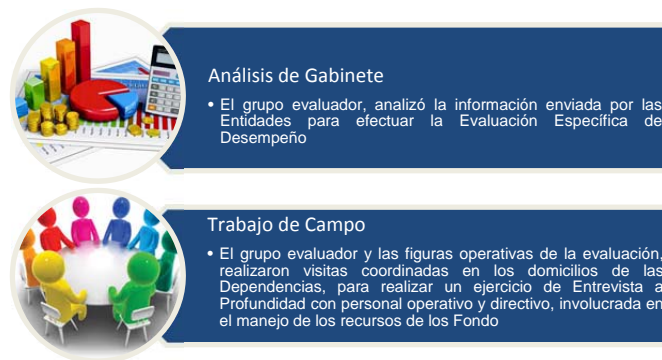 Análisis de Gabinete
• El grupo evaluador, analizó la información enviada por las
Entidades para efectuar la Evaluación Específica de
Desempeño
Trabajo de Campo
• El grupo evaluador y las figuras operativas de la evaluación,
realizaron visitas coordinadas en los domicilios de las
Dependencias, para realizar un ejercicio de Entrevista a
Profundidad con personal operativo y directivo, involucrada en
el manejo de los recursos de los Fondo